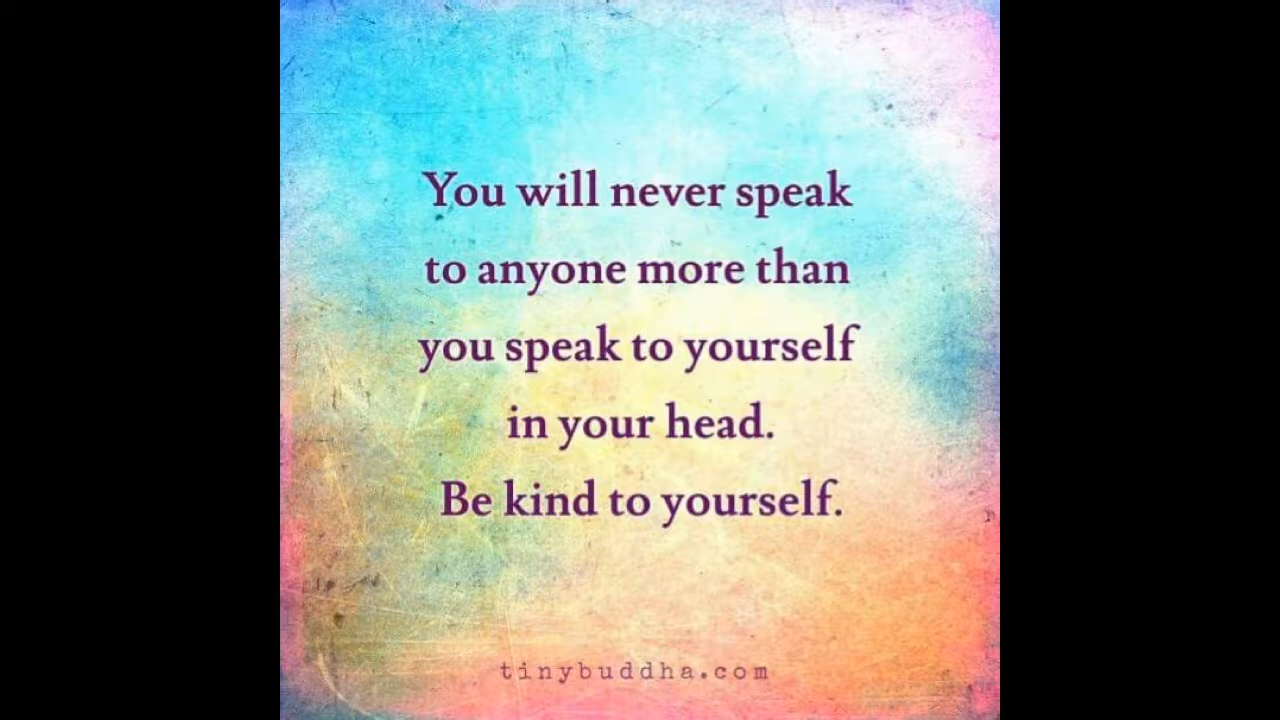 You will never speak
to anyone more than
you speak to yourself
in your head.
Be kind to yourself.
tinybuddha.com